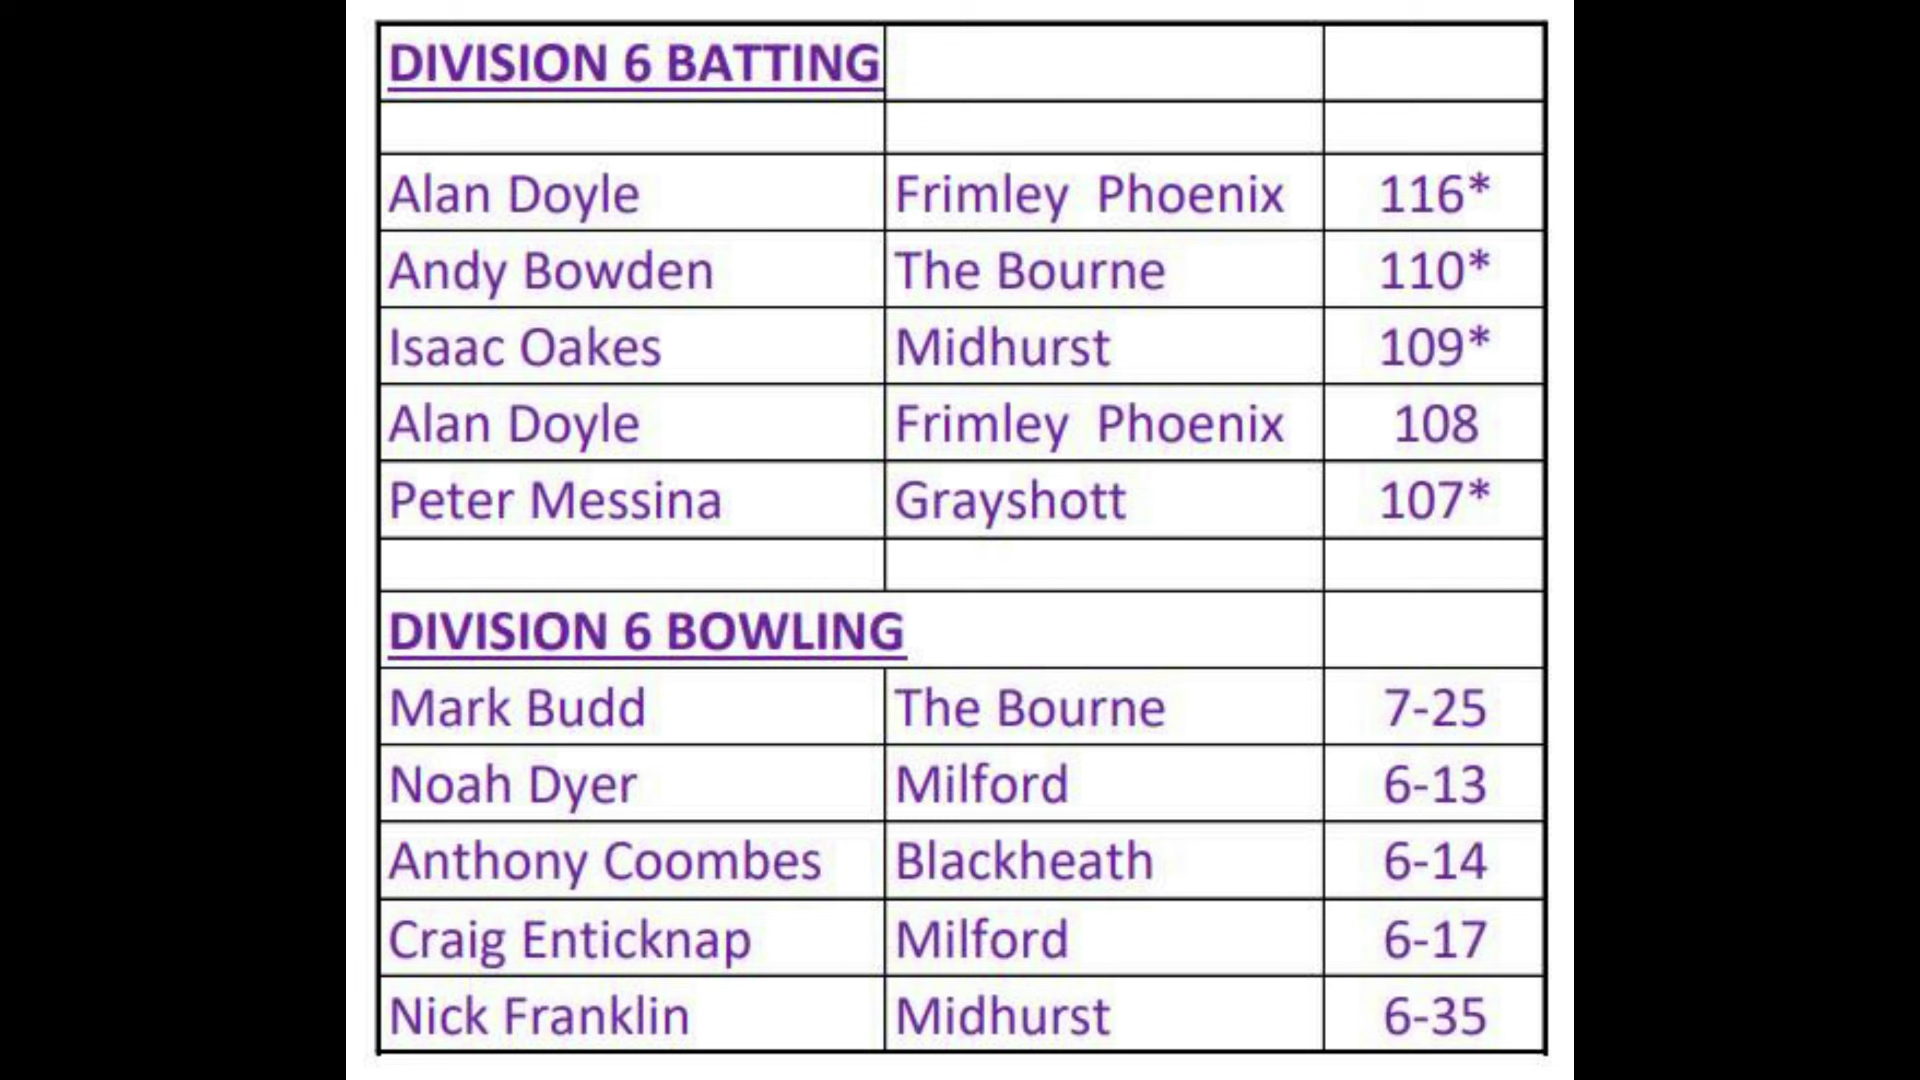 DIVISION 6 BATTING
Alan Doyle Frimley Phoenix 116*
Andy Bowden The Bourne 110*
Isaac Oakes Midhurst 109*
Alan Doyle Frimley Phoenix 108
Peter Messina Grayshott 107*
DIVISION 6 BOWLING
Mark Budd The Bourne 7-25
Noah Dyer Milford 6-13
Anthony Coombes Blackheath 6-14
Craig Enticknap Milford 6-17
Nick Franklin Midhurst 6-35